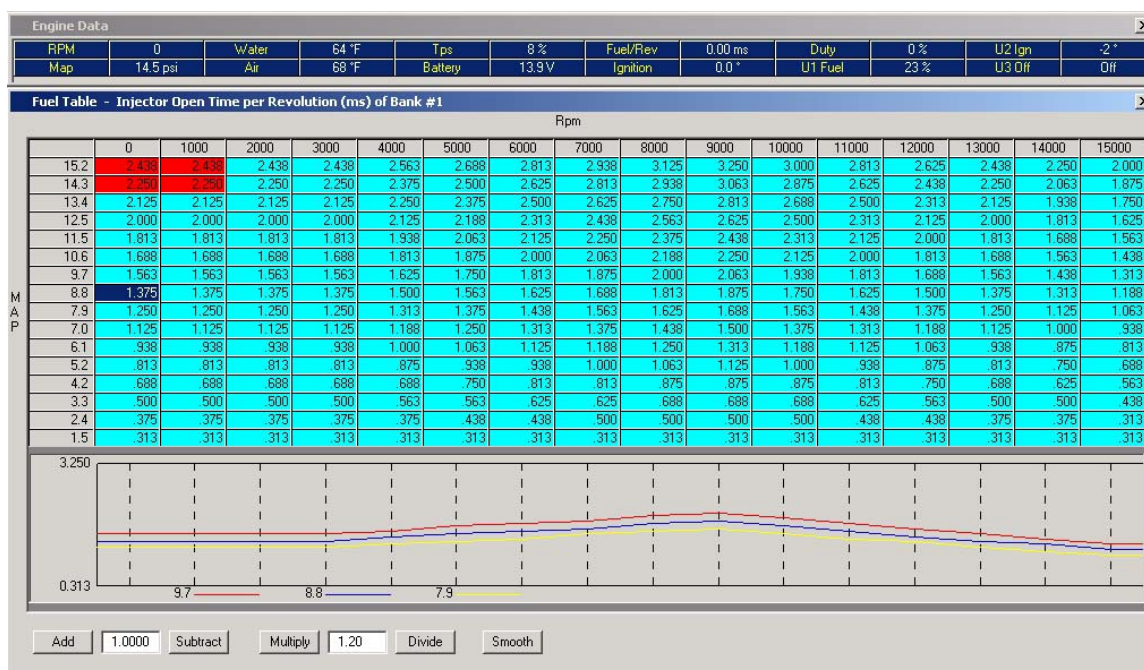 Engine Data
RPM 0 Water 64 °F Tps 8 % Fuel/Rev 0.00 ms Duty 0 % U2 Ign -2 °
Map 14.5 psi Air 68 °F Battery 13.9 V Ignition 0.0 ° U1 Fuel 23 % U3 Off Off
Fuel Table - Injector Open Time per Revolution (ms) of Bank #1
Rpm
0 1000 2000 3000 4000 5000 6000 7000 8000 9000 10000 11000 12000 13000 14000 15000
15.2 2.438 2.438 2.438 2.438 2.563 2.688 2.813 2.938 3.125 3.250 3.000 2.813 2.625 2.438 2.250 2.000
14.3 2.250 2.250 2.250 2.250 2.375 2.500 2.625 2.813 2.938 3.063 2.875 2.625 2.438 2.250 2.063 1.875
13.4 2.125 2.125 2.125 2.125 2.250 2.375 2.500 2.625 2.750 2.813 2.688 2.500 2.313 2.125 1.938 1.750
12.5 2.000 2.000 2.000 2.000 2.125 2.188 2.313 2.438 2.563 2.625 2.500 2.313 2.125 2.000 1.813 1.625
11.5 1.813 1.813 1.813 1.813 1.938 2.063 2.125 2.250 2.375 2.438 2.313 2.125 2.000 1.813 1.688 1.563
10.6 1.688 1.688 1.688 1.688 1.813 1.875 2.000 2.063 2.188 2.250 2.125 2.000 1.813 1.688 1.563 1.438
9.7 1.563 1.563 1.563 1.563 1.625 1.750 1.813 1.875 2.000 2.063 1.938 1.813 1.688 1.563 1.438 1.313
MAP
8.8 1.375 1.375 1.375 1.375 1.500 1.563 1.625 1.688 1.813 1.875 1.750 1.625 1.500 1.375 1.313 1.188
7.9 1.250 1.250 1.250 1.250 1.313 1.375 1.438 1.563 1.625 1.688 1.563 1.438 1.375 1.250 1.125 1.063
7.0 1.125 1.125 1.125 1.125 1.188 1.250 1.313 1.375 1.438 1.500 1.375 1.313 1.188 1.125 1.000 .938
6.1 .938 .938 .938 .938 1.000 1.063 1.125 1.188 1.250 1.313 1.188 1.125 1.063 .938 .875 .813
5.2 .813 .813 .813 .813 .875 .938 .938 1.000 1.063 1.125 1.000 .938 .875 .813 .750 .688
4.2 .688 .688 .688 .688 .688 .750 .813 .813 .875 .875 .875 .813 .750 .688 .625 .563
3.3 .500 .500 .500 .500 .563 .563 .625 .625 .688 .688 .688 .625 .563 .500 .500 .438
2.4 .375 .375 .375 .375 .375 .438 .438 .500 .500 .500 .500 .438 .438 .375 .375 .313
1.5 .313 .313 .313 .313 .313 .313 .313 .313 .313 .313 .313 .313 .313 .313 .313 .313
3.250
0.313
9.7 8.8 7.9
Add 1.0000 Subtract Multiply 1.20 Divide Smooth